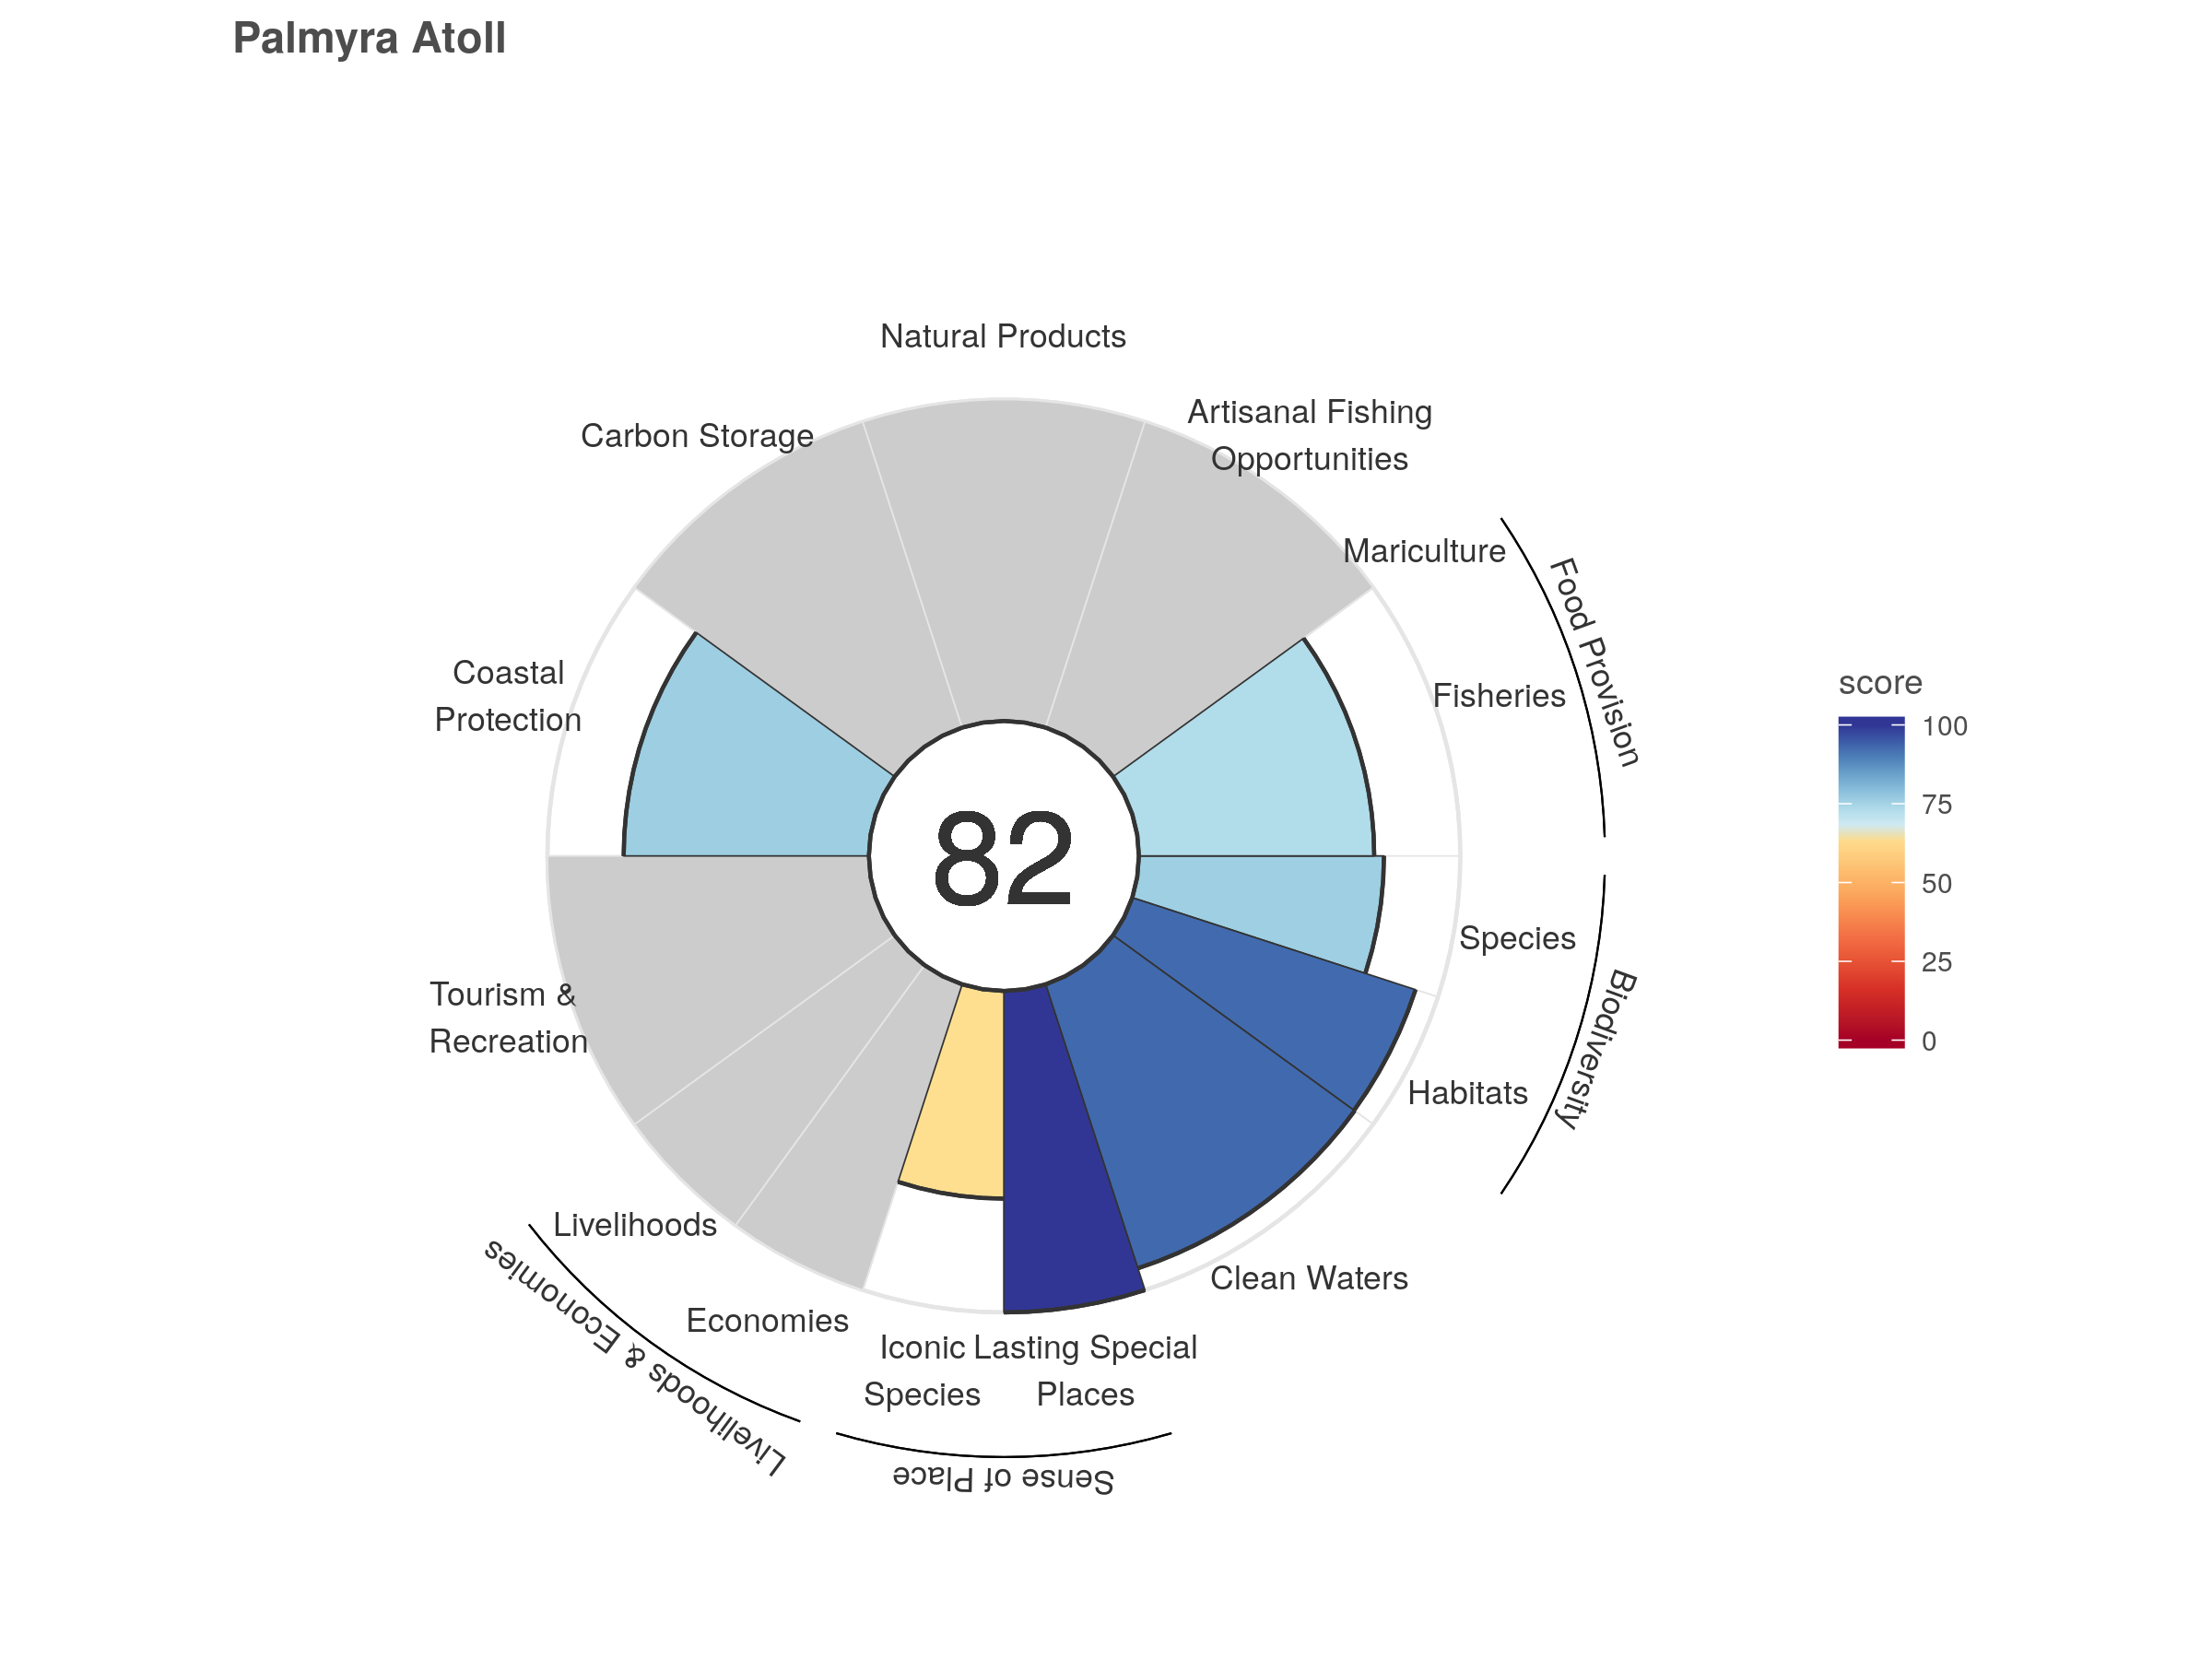 Palmyra Atoll
Natural Products
Artisanal Fishing
Opportunities
Carbon Storage
Mariculture
Food Provision
Fisheries
Coastal
Protection
82
Species
Biodiversity
Habitats
Tourism &
Recreation
Clean Waters
Livelihoods
Economies
Livelihoods & Economies
Iconic
Species
Lasting Special
Places
Sense of Place
score
100
75
50
25
0